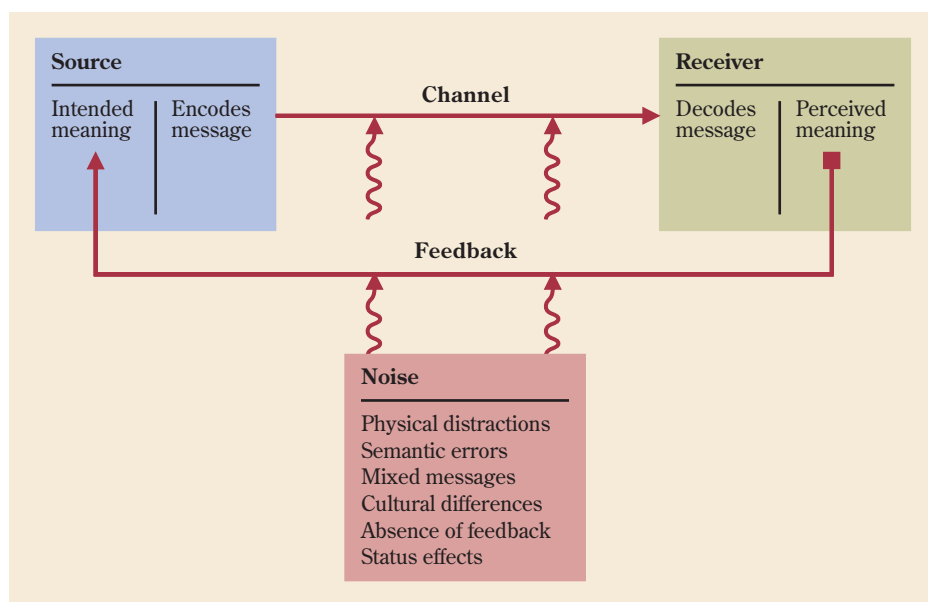 Source
Intended meaning
Encodes message
Channel
Receiver
Decodes message
Perceived meaning
Feedback
Noise
Physical distractions
Semantic errors
Mixed messages
Cultural differences
Absence of feedback
Status effects